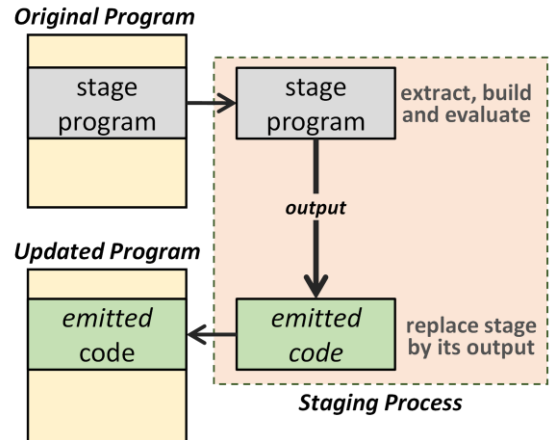 Original Program
stage
program
stage
program
extract, build
and evaluate
output
Updated Program
emitted
code
emitted
code
replace stage
by its output
Staging Process